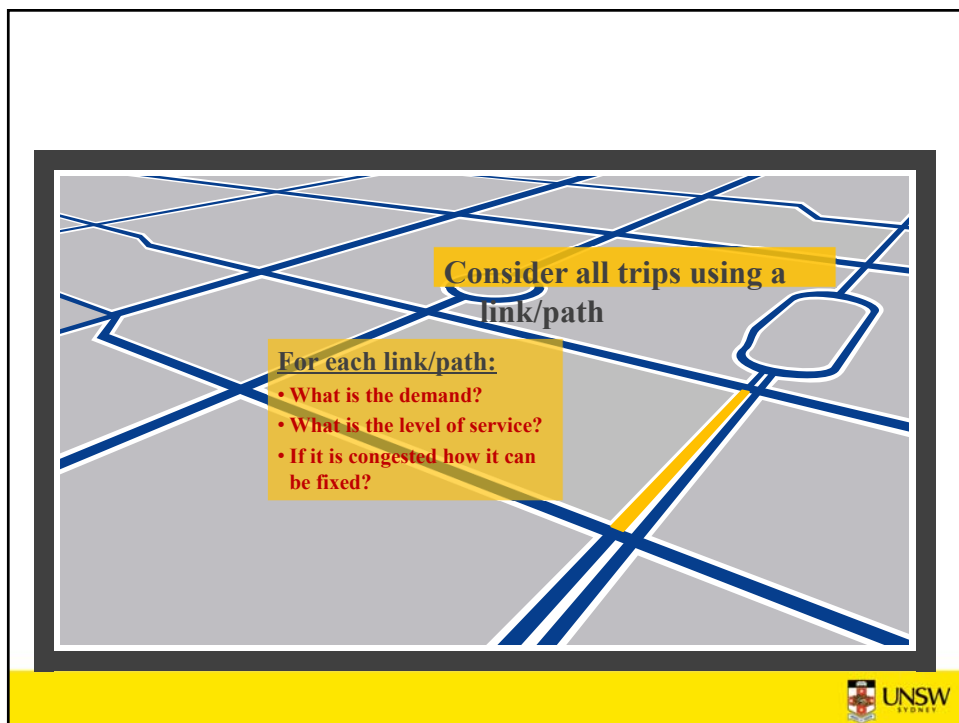 Consider all trips using a
link/path
For each link/path:
• What is the demand?
• What is the level of service?
• If it is congested how it can
be fixed?
UNSW
SYDNEY